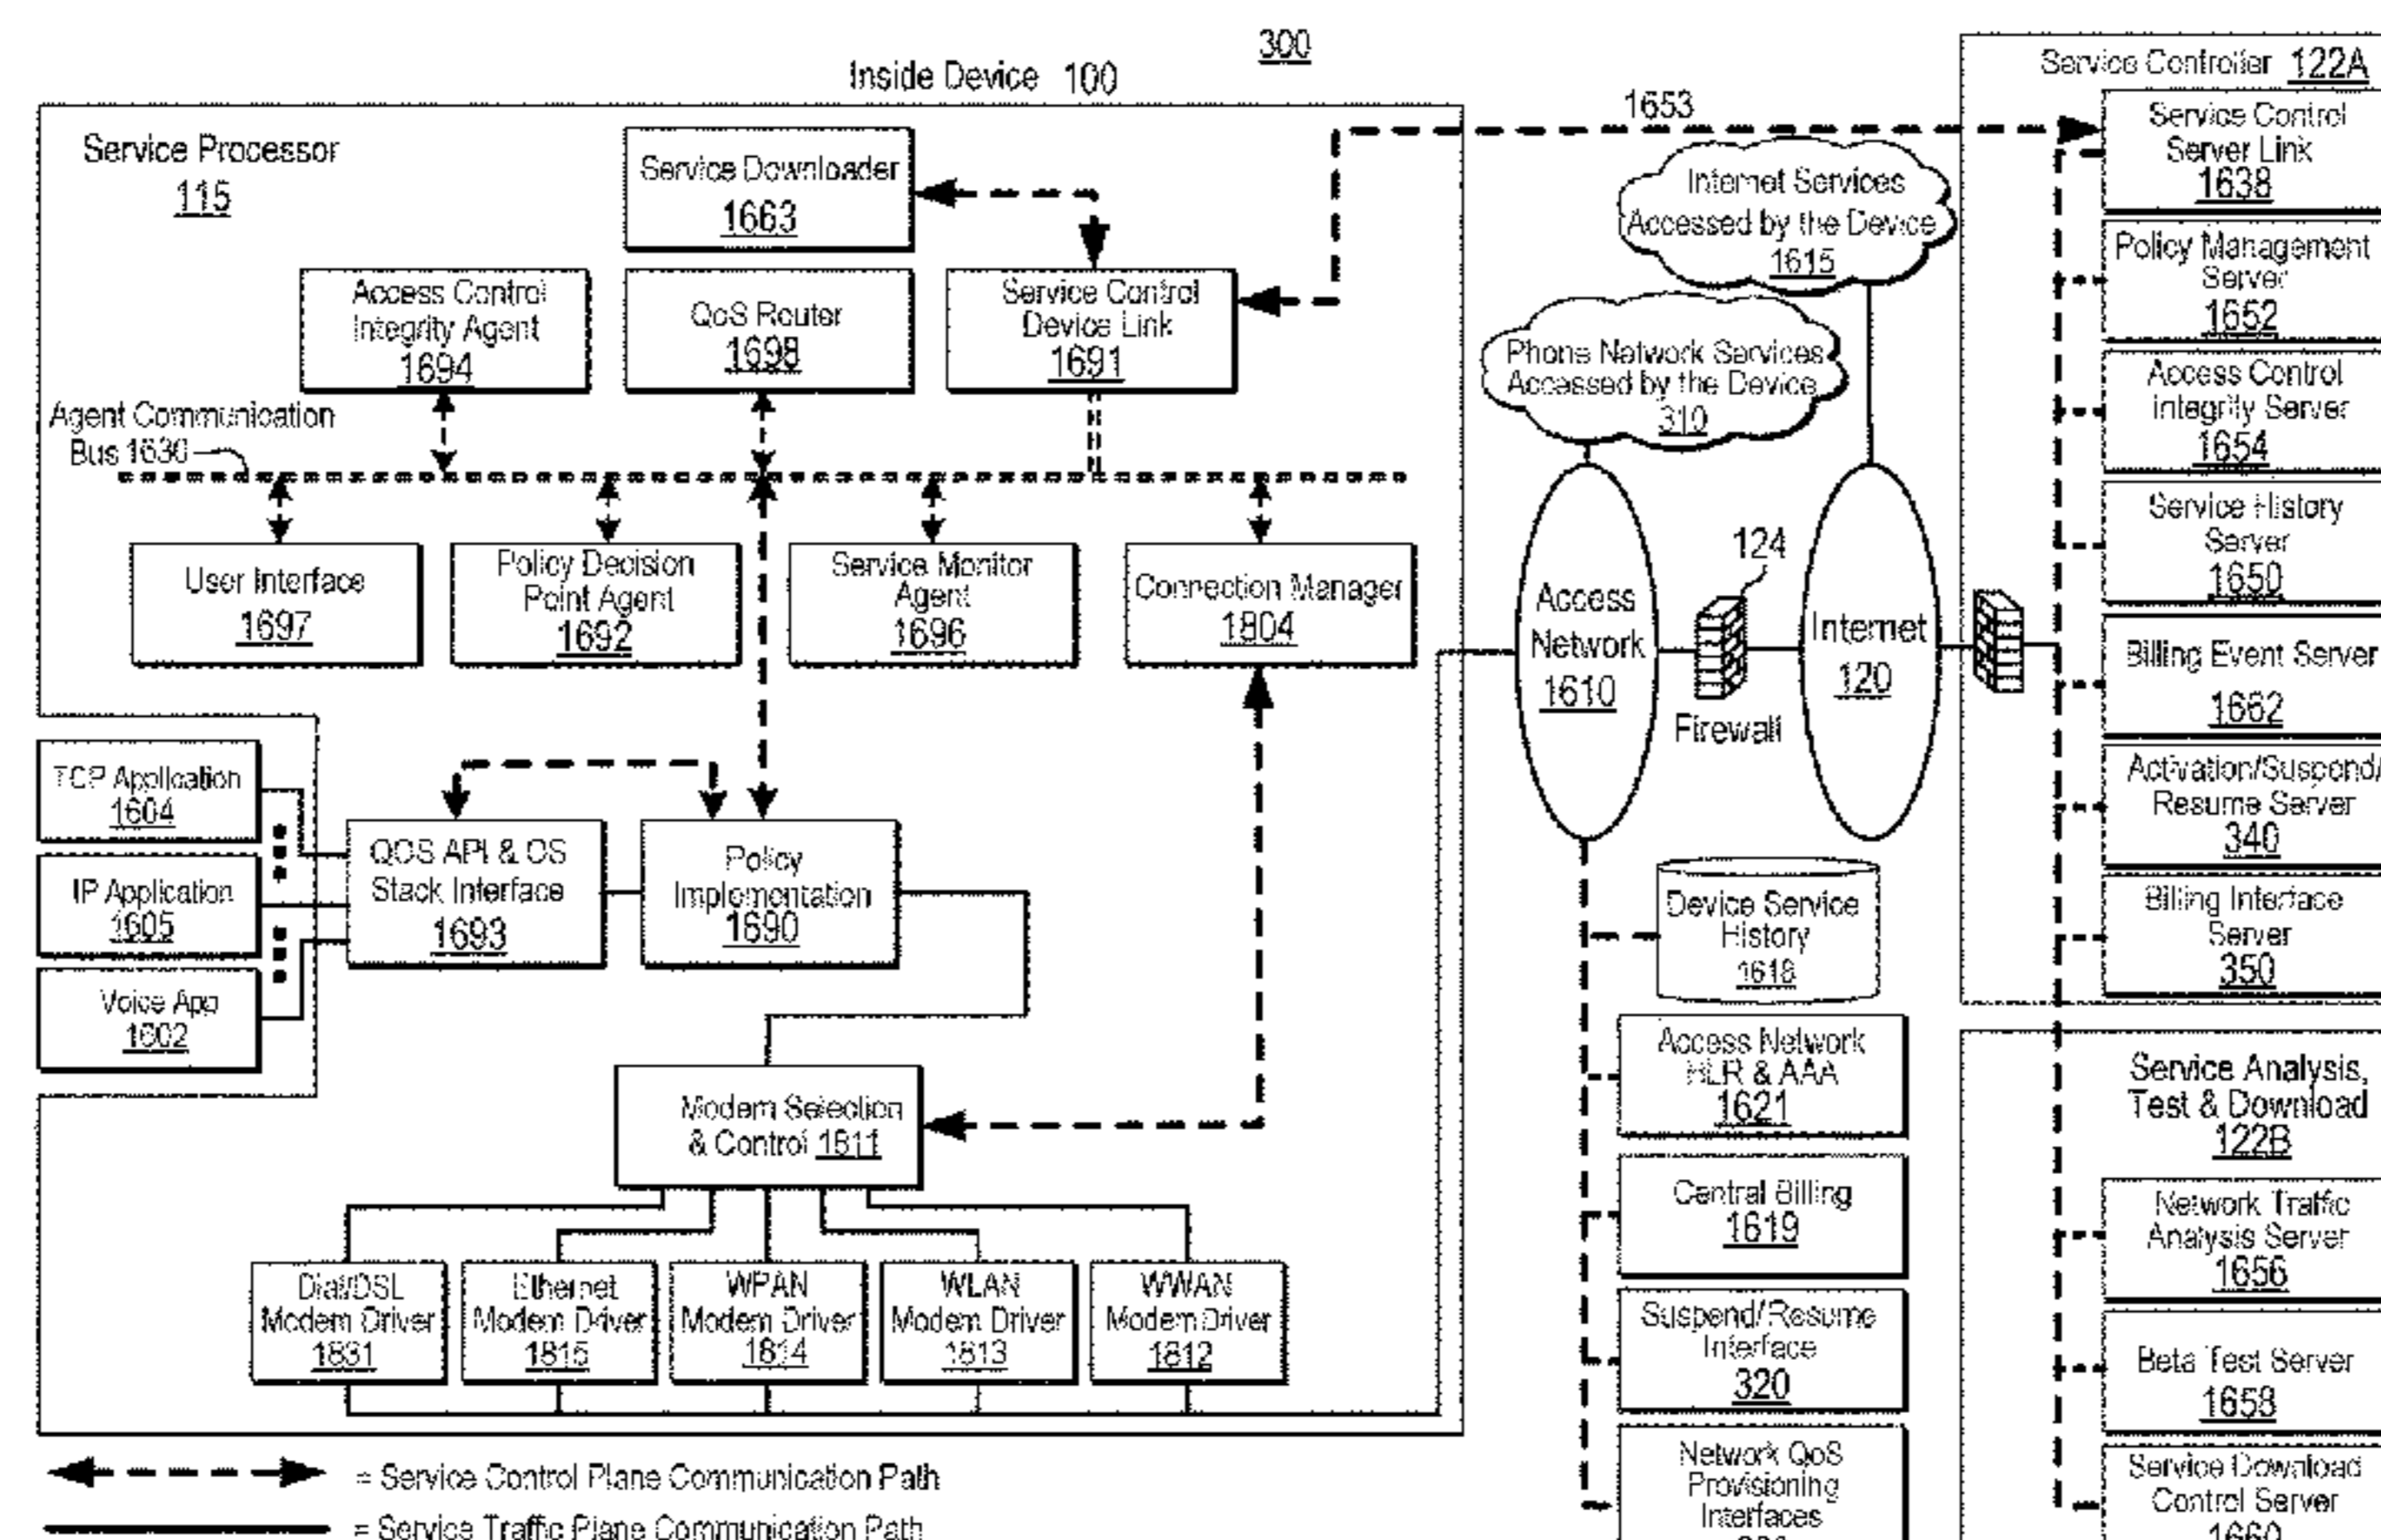 300
Inside Device 100
Service Processor
115
Service Downloader
1663
Access Control
Integrity Agent
1694
QoS Router
1698
Service Control
Device Link
1691
Agent Communication
Bus 1630
User Interface
1697
Policy Decision
Point Agent
1692
Service Monitor
Agent
1696
Connection Manager
1804
TCP Application
1604
IP Application
1605
Voice App
1602
QOS API & OS
Stack Interface
1693
Policy
Implementation
1690
Modem Selection
& Control 1811
Dial/DSL
Modem Driver
1831
Ethernet
Modem Driver
1815
WPAN
Modem Driver
1814
WLAN
Modem Driver
1813
WWAN
Modem Driver
1812
= Service Control Plane Communication Path
= Service Traffic Plane Communication Path
1653
Internet Services
Accessed by the Device
1615
Phone Network Services
Accessed by the Device
310
Access
Network
1610
124
Firewall
Internet
120
Device Service
History
1618
Access Network
HLR & AAA
1621
Central Billing
1619
Suspend/Resume
Interface
320
Network QoS
Provisioning
Interfaces
Service Controller 122A
Service Control
Server Link
1638
Policy Management
Server
1652
Access Control
Integrity Server
1654
Service History
Server
1650
Billing Event Server
1662
Activation/Suspend/
Resume Server
340
Billing Interface
Server
350
Service Analysis,
Test & Download
122B
Network Traffic
Analysis Server
1656
Beta Test Server
1658
Service Download
Control Server
1660